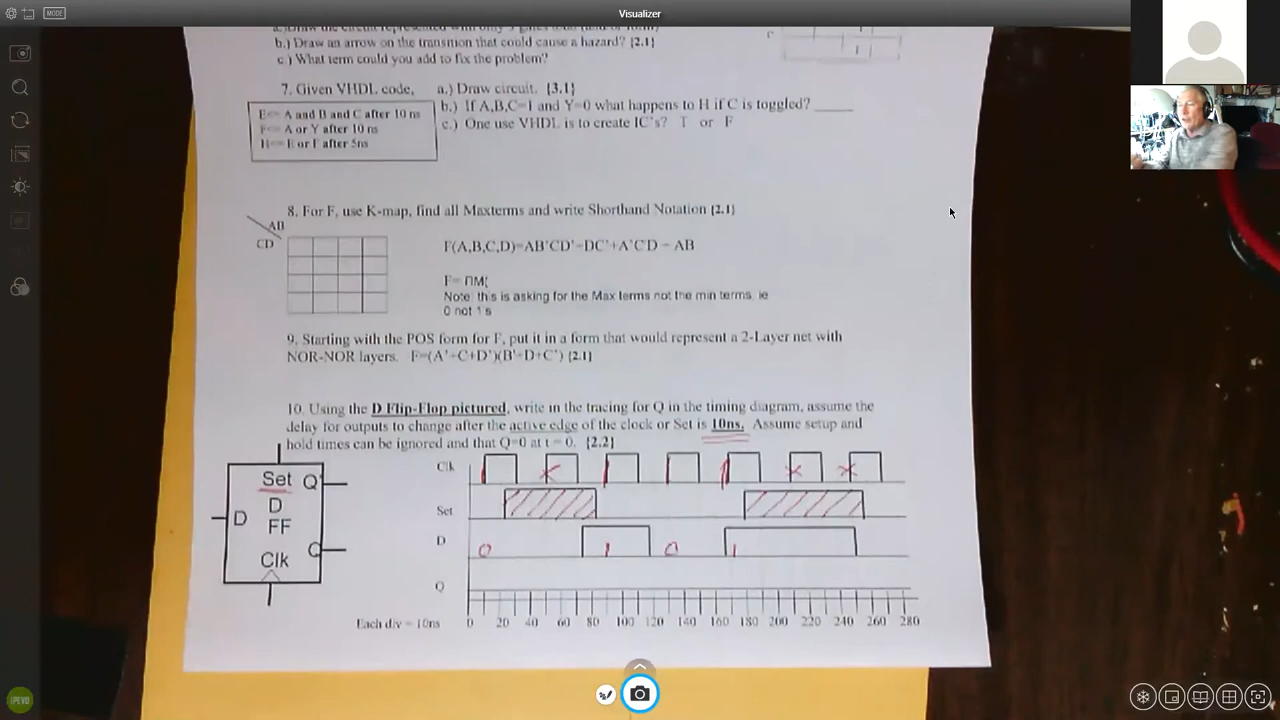 MODE
Visualizer
b.) Draw an arrow on the transition that could cause a hazard? {2.1}
c.) What term could you add to fix the problem?
7. Given VHDL code, a.) Draw circuit. {3.1}
E<= A and B and C after 10 ns
F<= A or Y after 10 ns
H<= E or F after 5ns
b.) If A,B,C=1 and Y=0 what happens to H if C is toggled? ______
c.) One use VHDL is to create IC's? T or F
8. For F, use K-map, find all Maxterms and write Shorthand Notation {2.1}
AB
CD
F(A,B,C,D)=AB'CD'+DC'+A'C'D + AB
F= ΠM(
Note: this is asking for the Max terms not the min terms, ie
0 not 1's
9. Starting with the POS form for F, put it in a form that would represent a 2-Layer net with
NOR-NOR layers. F=(A'+C+D')(B'+D+C') {2.1}
10. Using the D Flip-Flop pictured, write in the tracing for Q in the timing diagram, assume the
delay for outputs to change after the active edge of the clock or Set is 10ns. Assume setup and
hold times can be ignored and that Q=0 at t = 0. {2.2}
Set Q'
D
D
FF
Q
Clk
Clk
Set
D
0 1 0 1
Q
Each div = 10ns
0 20 40 60 80 100 120 140 160 180 200 220 240 260 280
IPEVO